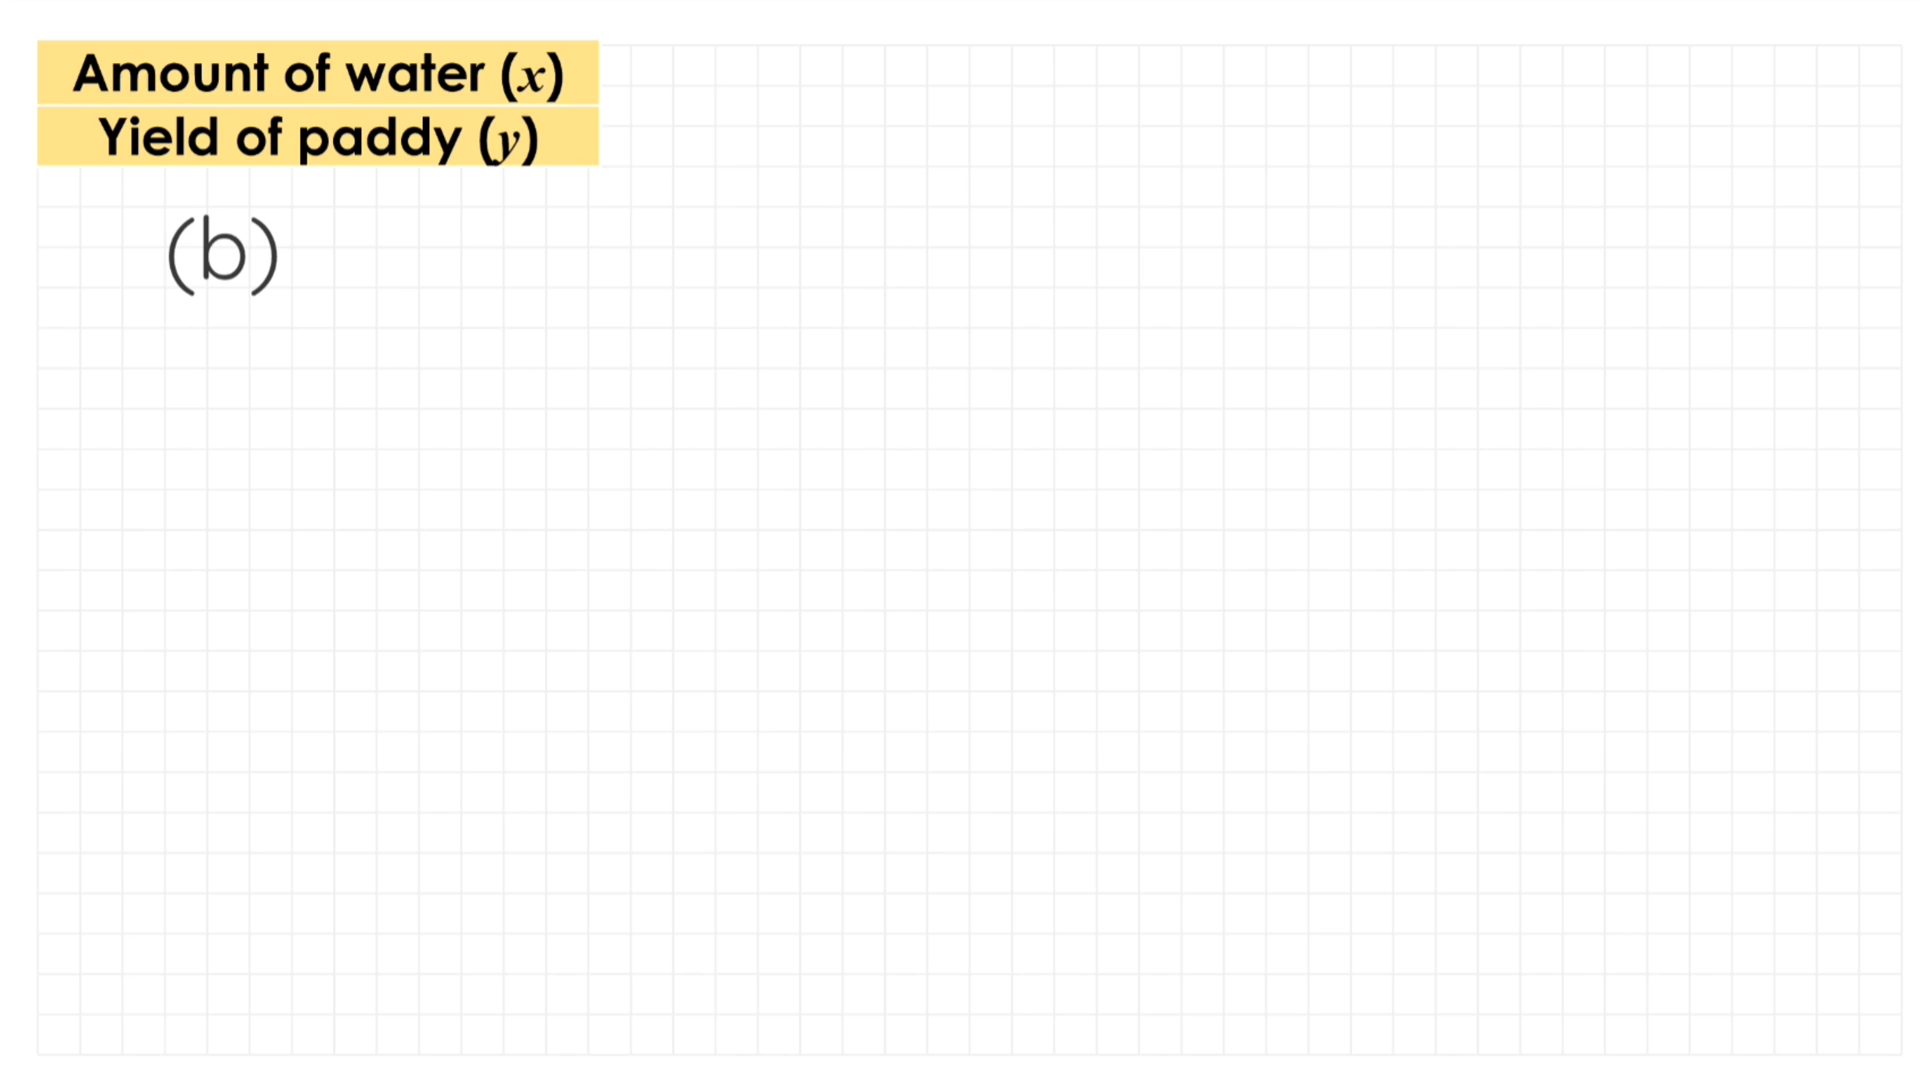 Amount of water (x)
Yield of paddy (y)
(b)